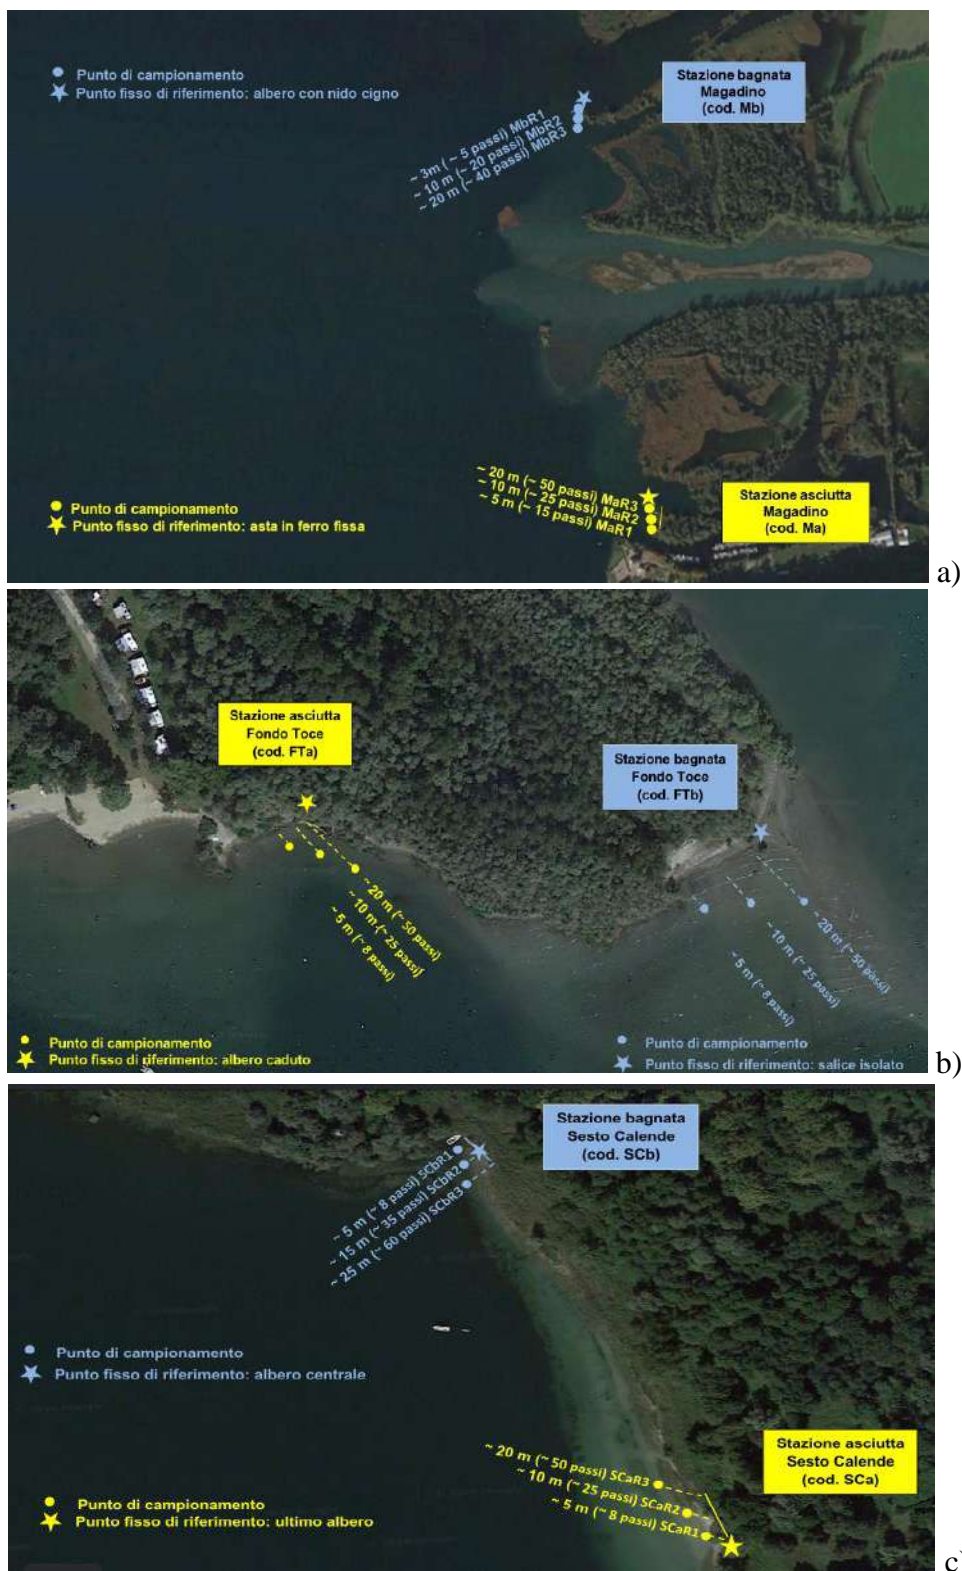 Punto di campionamento
Punto fisso di riferimento: albero con nido cigno
Stazione bagnata
Magadino
(cod. Mb)
~ 3m (~ 5 passi) MbR1
~ 10 m (~ 20 passi) MbR2
~ 20 m (~ 40 passi) MbR3
~ 20 m (~ 50 passi) MaR3
~ 10 m (~ 25 passi) MaR2
~ 5 m (~ 15 passi) MaR1
Punto di campionamento
Punto fisso di riferimento: asta in ferro fissa
Stazione asciutta
Magadino
(cod. Ma)
a)
Stazione asciutta
Fondo Toce
(cod. FTa)
Stazione bagnata
Fondo Toce
(cod. FTb)
~ 20 m (~ 50 passi)
~ 10 m (~ 25 passi)
~ 5 m (~ 8 passi)
~ 20 m (~ 50 passi)
~ 10 m (~ 25 passi)
~ 5 m (~ 8 passi)
Punto di campionamento
Punto fisso di riferimento: albero caduto
Punto di campionamento
Punto fisso di riferimento: salice isolato
b)
Stazione bagnata
Sesto Calende
(cod. SCb)
~ 5 m (~ 8 passi) SCbR1
~ 15 m (~ 35 passi) SCbR2
~ 25 m (~ 60 passi) SCbR3
Punto di campionamento
Punto fisso di riferimento: albero centrale
~ 20 m (~ 50 passi) SCaR3
~ 10 m (~ 25 passi) SCaR2
~ 5 m (~ 8 passi) SCaR1
Stazione asciutta
Sesto Calende
(cod. SCa)
Punto di campionamento
Punto fisso di riferimento: ultimo albero
c)